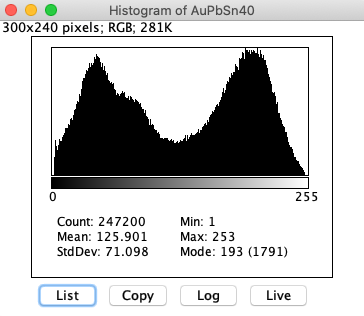 Histogram of AuPbSn40
300x240 pixels; RGB; 281K
0 255
Count: 247200 Min: 1
Mean: 125.901 Max: 253
StdDev: 71.098 Mode: 193 (1791)
List Copy Log Live